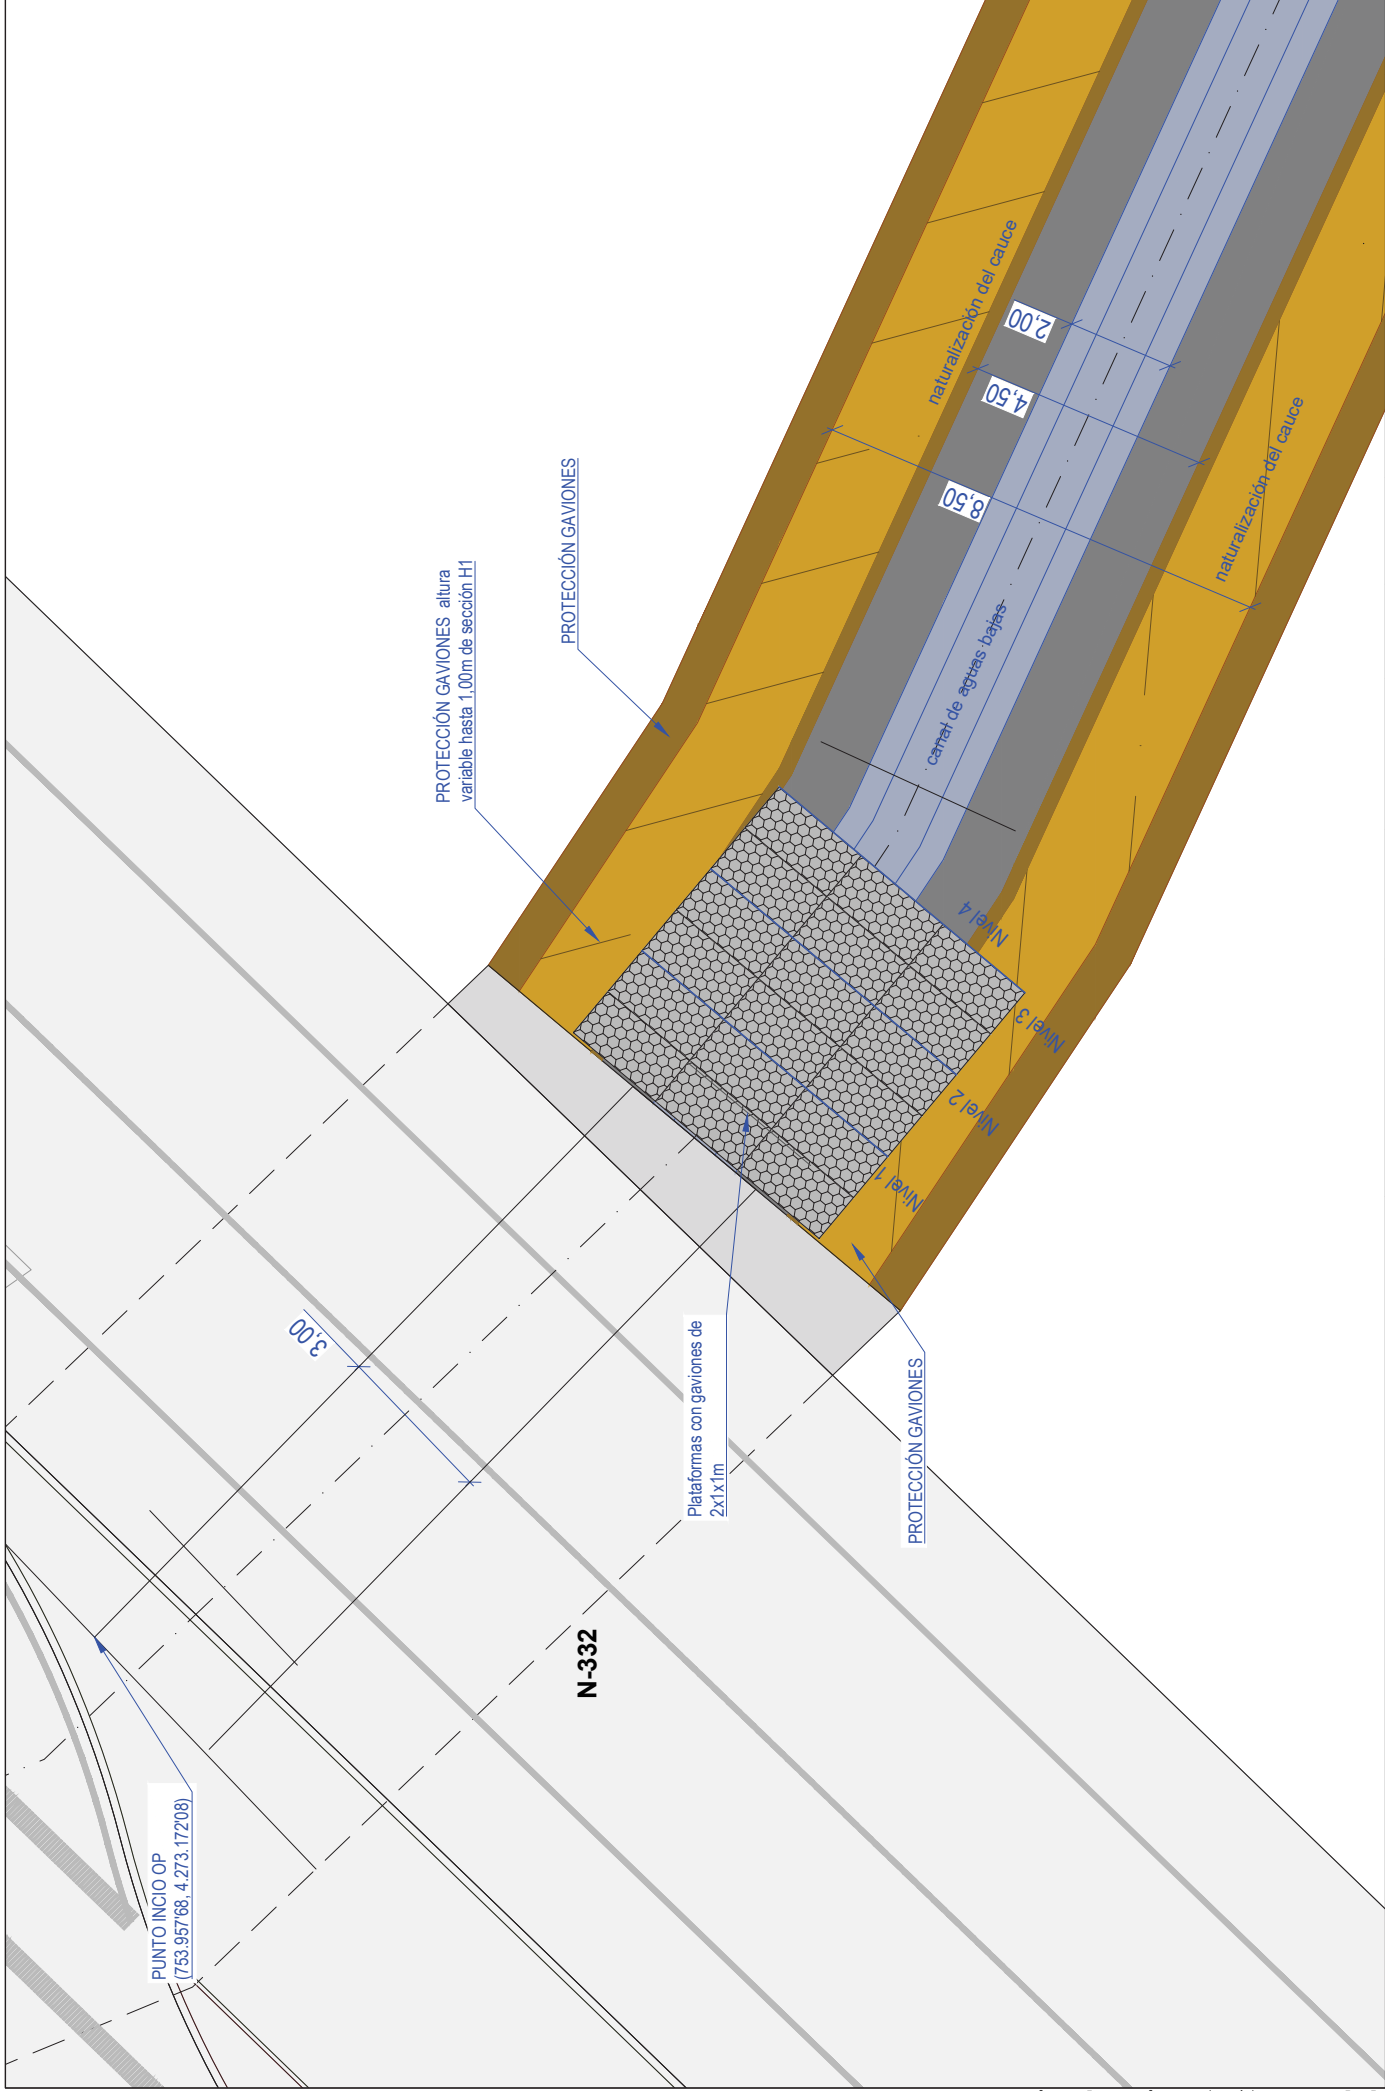 PUNTO INCIO OP
(753.957'68, 4.273.172'08)
3,00
N-332
PROTECCIÓN GAVIONES altura
variable hasta 1,00m de sección H1
PROTECCIÓN GAVIONES
Plataformas con gaviones de
2x1x1m
PROTECCIÓN GAVIONES
Nivel 1
Nivel 2
Nivel 3
Nivel 4
canal de aguas bajas
naturalización del cauce
naturalización del cauce
8,50
4,50
2,00